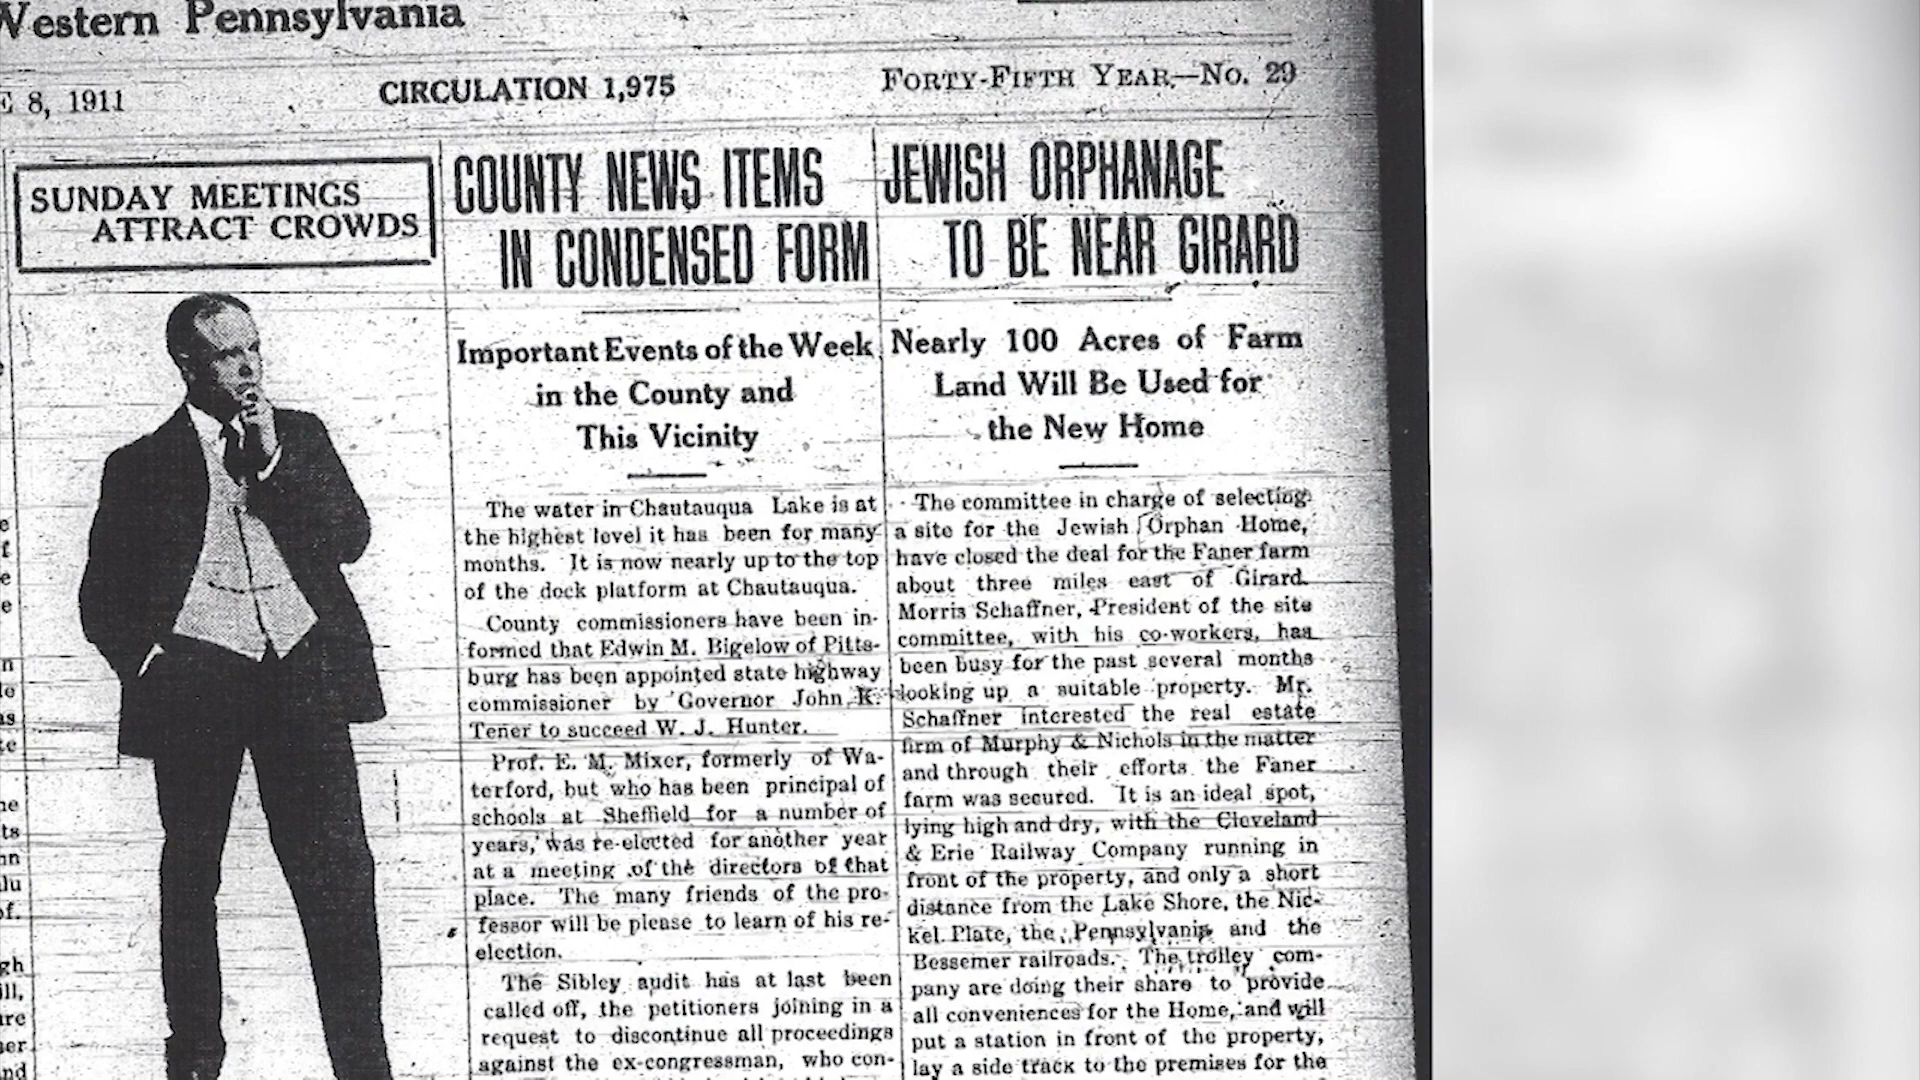 Western Pennsylvania
E 8, 1911
CIRCULATION 1,975
FORTY-FIFTH YEAR.—No. 29
SUNDAY MEETINGS
ATTRACT CROWDS
COUNTY NEWS ITEMS
IN CONDENSED FORM
Important Events of the Week
in the County and
This Vicinity
The water in Chautauqua Lake is at
the highest level it has been for many
months. It is now nearly up to the top
of the dock platform at Chautauqua.
County commissioners have been in-
formed that Edwin M. Bigelow of Pitts-
burg has been appointed state highway
commissioner by Governor John K.
Tener to succeed W. J. Hunter.
Prof. E. M. Mixer, formerly of Wa-
terford, but who has been principal of
schools at Sheffield for a number of
years, was re-elected for another year
at a meeting of the directors of that
place. The many friends of the pro-
fessor will be please to learn of his re-
election.
The Sibley audit has at last been
called off, the petitioners joining in a
request to discontinue all proceedings
against the ex-congressman, who con-
JEWISH ORPHANAGE
TO BE NEAR GIRARD
Nearly 100 Acres of Farm
Land Will Be Used for
the New Home
The committee in charge of selecting
a site for the Jewish Orphan Home,
have closed the deal for the Faner farm
about three miles east of Girard.
Morris Schaffner, President of the site
committee, with his co-workers, has
been busy for the past several months
looking up a suitable property. Mr.
Schaffner interested the real estate
firm of Murphy & Nichols in the matter
and through their efforts the Faner
farm was secured. It is an ideal spot,
lying high and dry, with the Cleveland
& Erie Railway Company running in
front of the property, and only a short
distance from the Lake Shore, the Nic-
kel Plate, the Pennsylvania and the
Bessemer railroads. The trolley com-
pany are doing their share to provide
all conveniences for the Home, and will
put a station in front of the property,
lay a side track to the premises for the